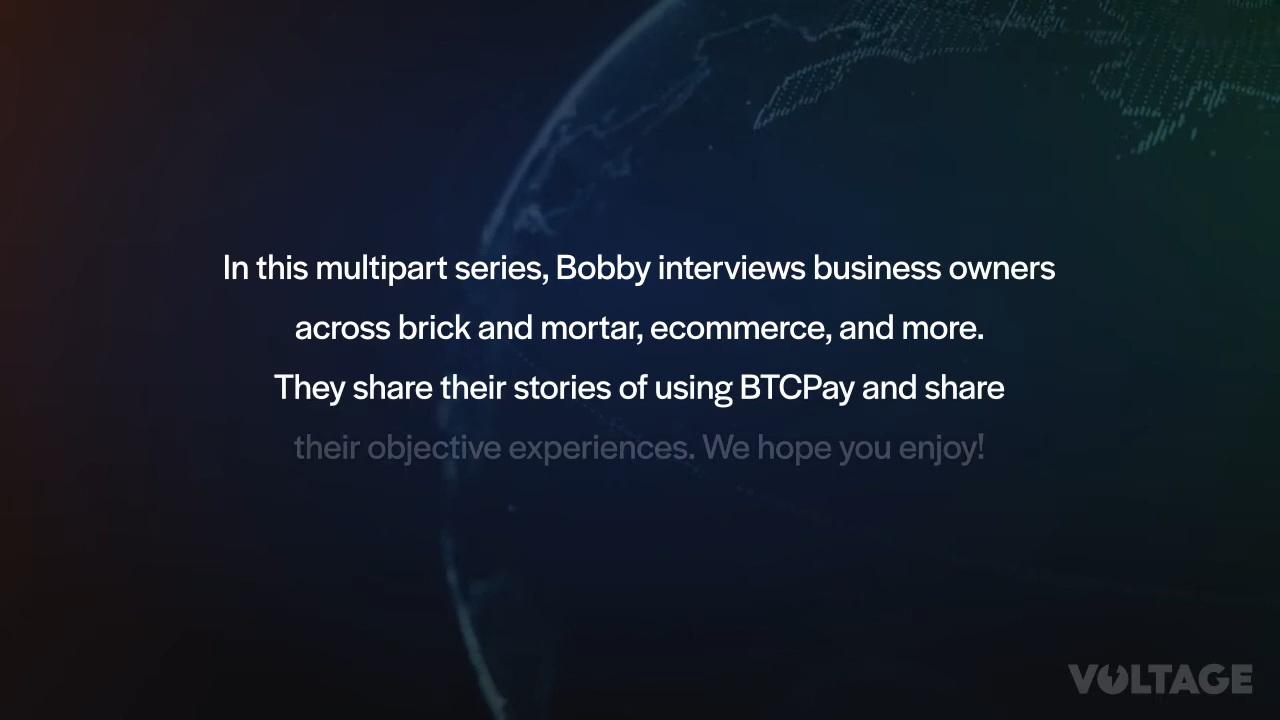 In this multipart series, Bobby interviews business owners
across brick and mortar, ecommerce, and more.
They share their stories of using BTCPay and share
their objective experiences. We hope you enjoy!
VOLTAGE